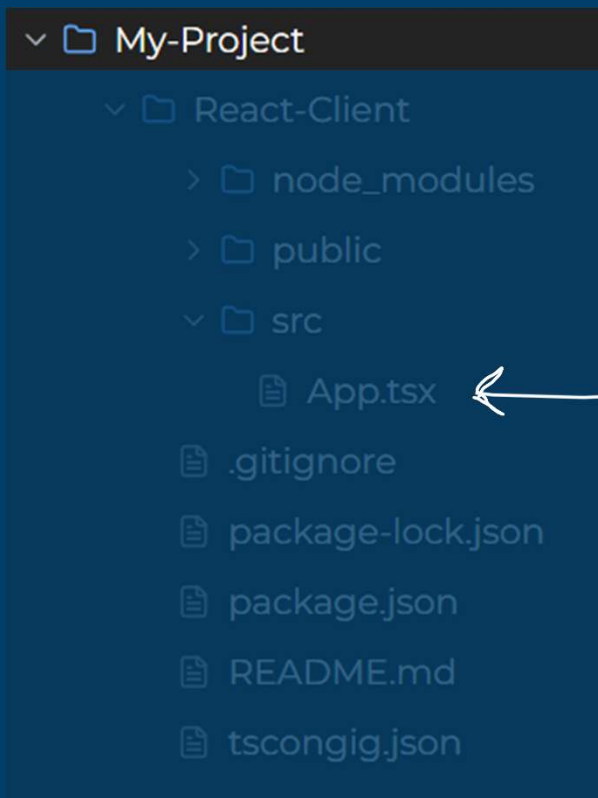 My-Project
React-Client
node_modules
public
src
App.tsx
.gitignore
package-lock.json
package.json
README.md
tscongig.json